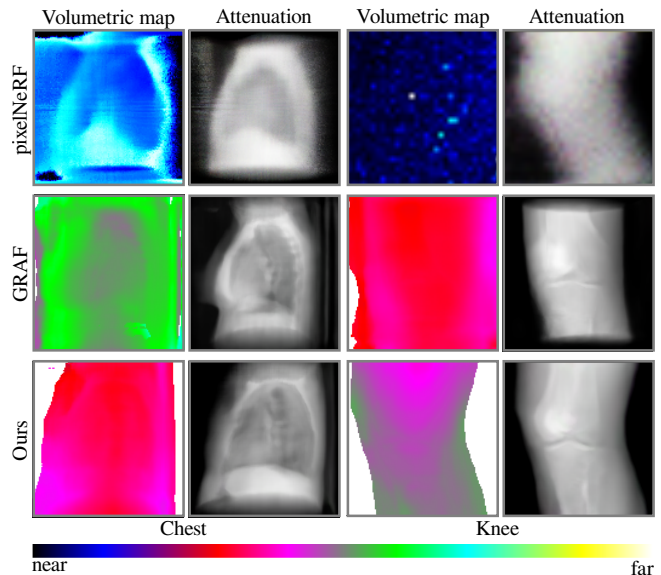 Volumetric map Attenuation Volumetric map Attenuation
pixelNeRF
GRAF
Ours
Chest Knee
near far